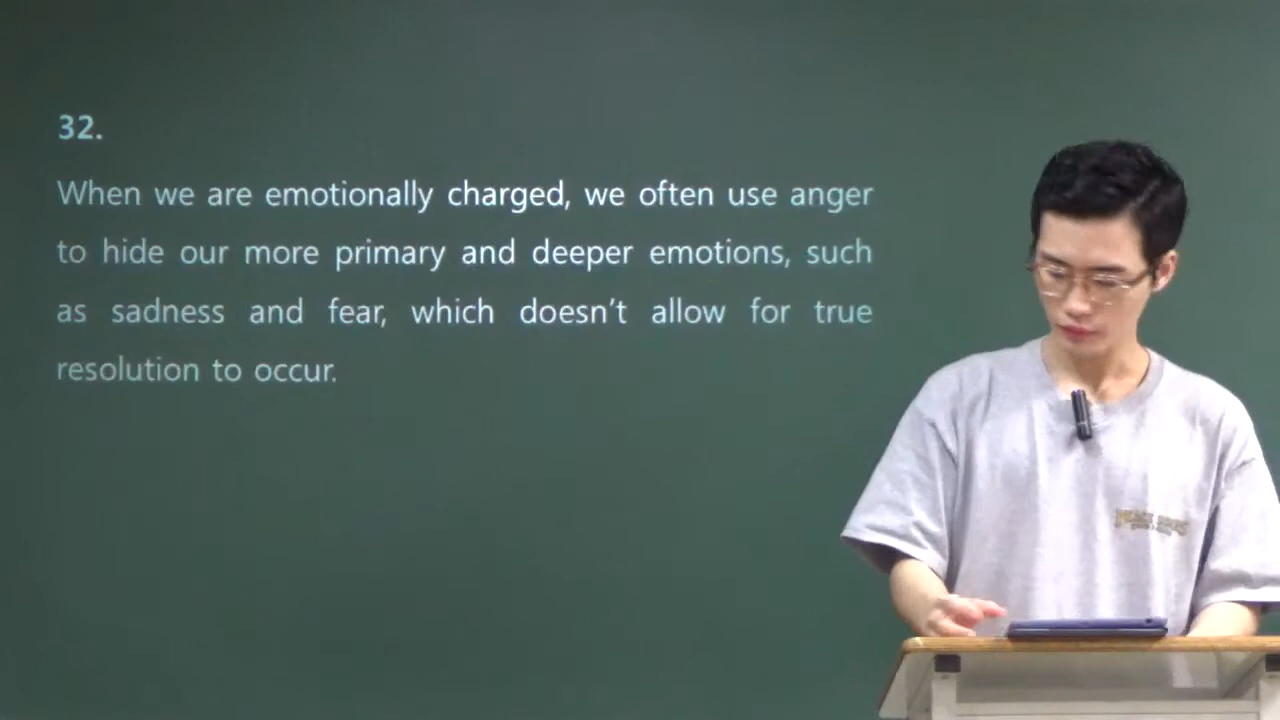 32.
When we are emotionally charged, we often use anger
to hide our more primary and deeper emotions, such
as sadness and fear, which doesn't allow for true
resolution to occur.